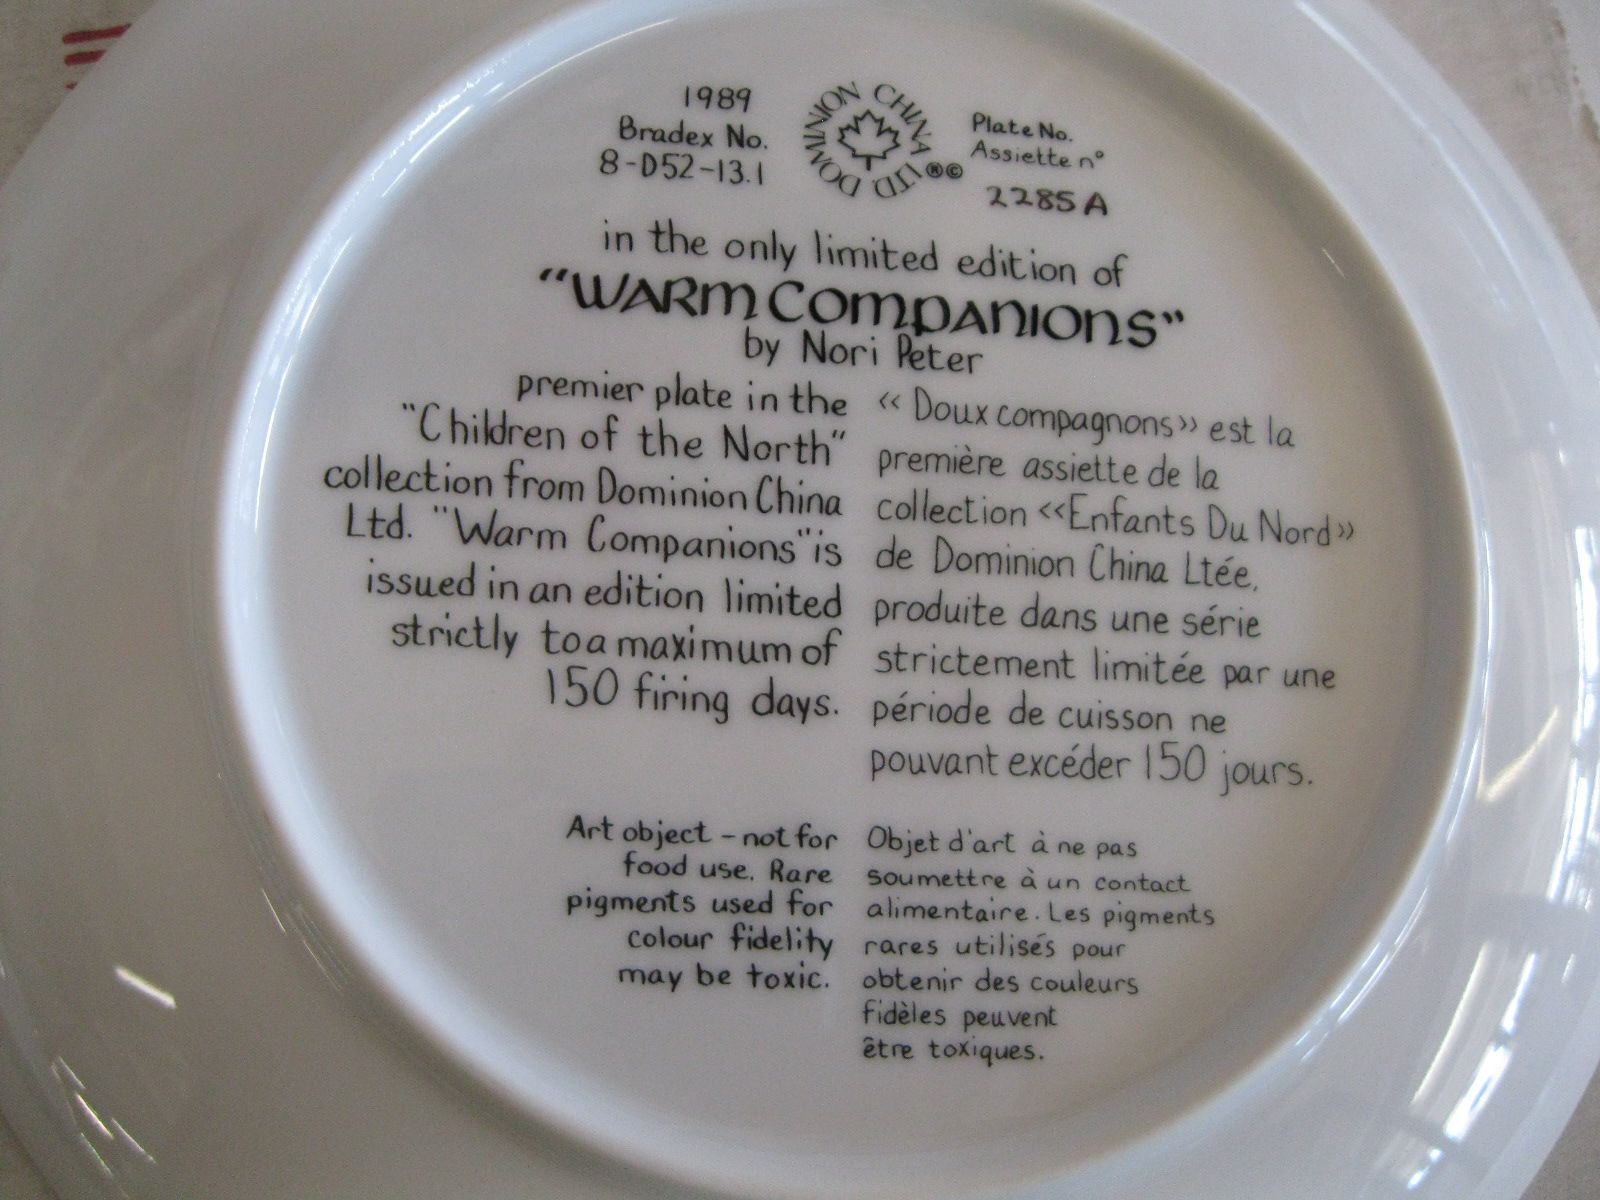 1989
Bradex No.
8-D52-13.1
DOMINION CHINA LTD
®©
Plate No.
Assiette nº
2285 A
in the only limited edition of
"WARM COMPANIONS"
by Nori Peter
premier plate in the
"Children of the North"
collection from Dominion China
Ltd. "Warm Companions" is
issued in an edition limited
strictly to a maximum of
150 firing days.
« Doux compagnons» est la
première assiette de la
collection «Enfants Du Nord»
de Dominion China Ltée,
produite dans une série
strictement limitée par une
période de cuisson ne
pouvant excéder 150 jours.
Art object - not for
food use. Rare
pigments used for
colour fidelity
may be toxic.
Objet d'art à ne pas
soumettre à un contact
alimentaire. Les pigments
rares utilisés pour
obtenir des couleurs
fidèles peuvent
être toxiques.